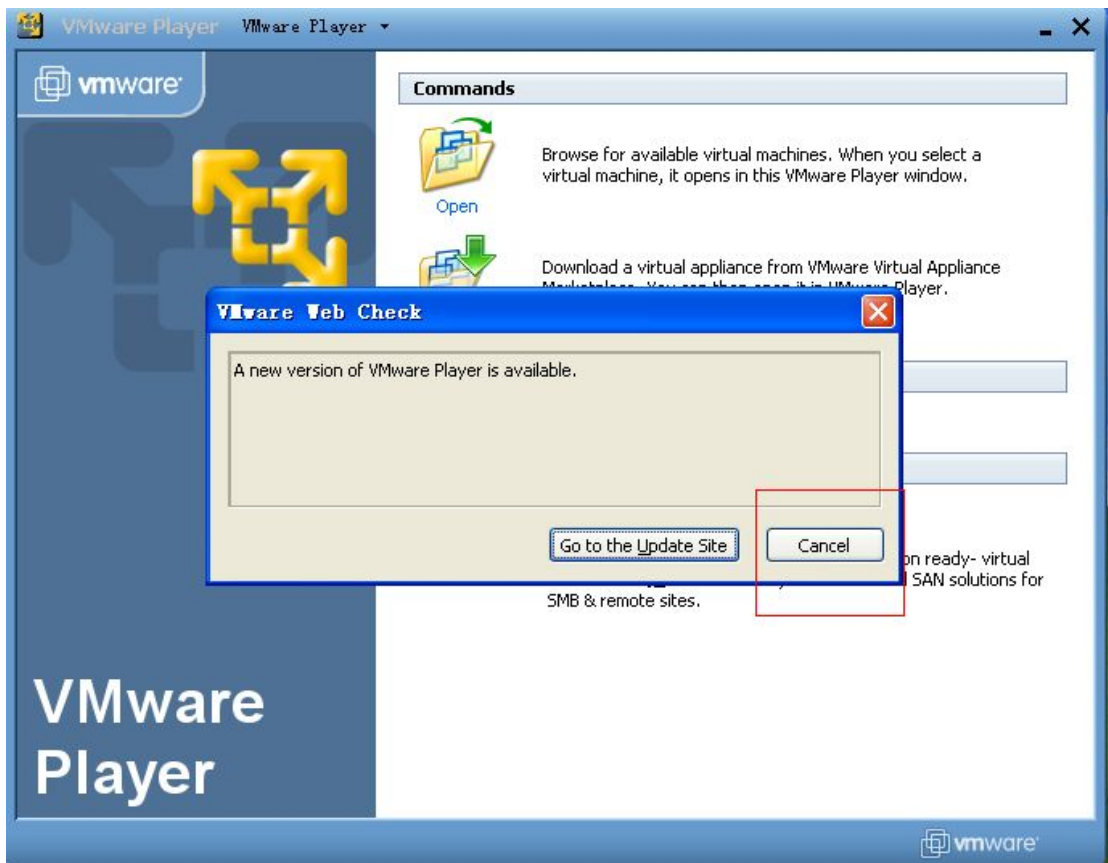 VMware Player VMware Player
vmware
Commands
Browse for available virtual machines. When you select a
virtual machine, it opens in this VMware Player window.
Open
Download a virtual appliance from VMware Virtual Appliance
Player.
VMware Web Check
A new version of VMware Player is available.
Go to the Update Site
Cancel
on ready- virtual
SAN solutions for
SMB & remote sites.
VMware
Player
vmware